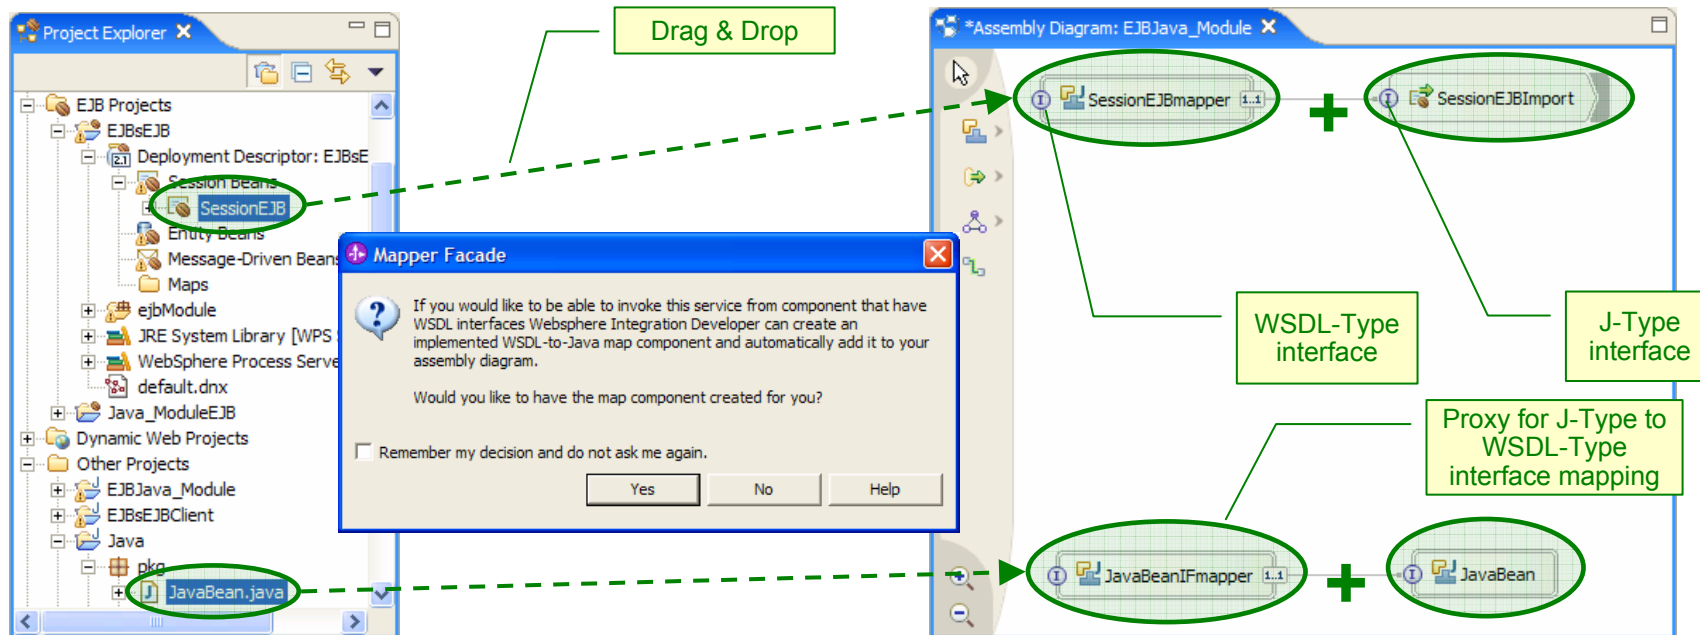 Project Explorer
EJB Projects
EJBsEJB
2.1
Deployment Descriptor: EJBsE
Session Beans
SessionEJB
Entity Beans
Message-Driven Beans
Maps
ejbModule
JRE System Library [WPS
WebSphere Process Serve
default.dnx
Java_ModuleEJB
Dynamic Web Projects
Other Projects
EJBJava_Module
EJBsEJBClient
Java
pkg
JavaBean.java
Drag & Drop
Mapper Facade
If you would like to be able to invoke this service from component that have
WSDL interfaces Websphere Integration Developer can create an
implemented WSDL-to-Java map component and automatically add it to your
assembly diagram.
Would you like to have the map component created for you?
Remember my decision and do not ask me again.
Yes
No
Help
*Assembly Diagram: EJBJava_Module
SessionEJBmapper
1..1
SessionEJBImport
WSDL-Type
interface
J-Type
interface
Proxy for J-Type to
WSDL-Type
interface mapping
JavaBeanIFmapper
1..1
JavaBean